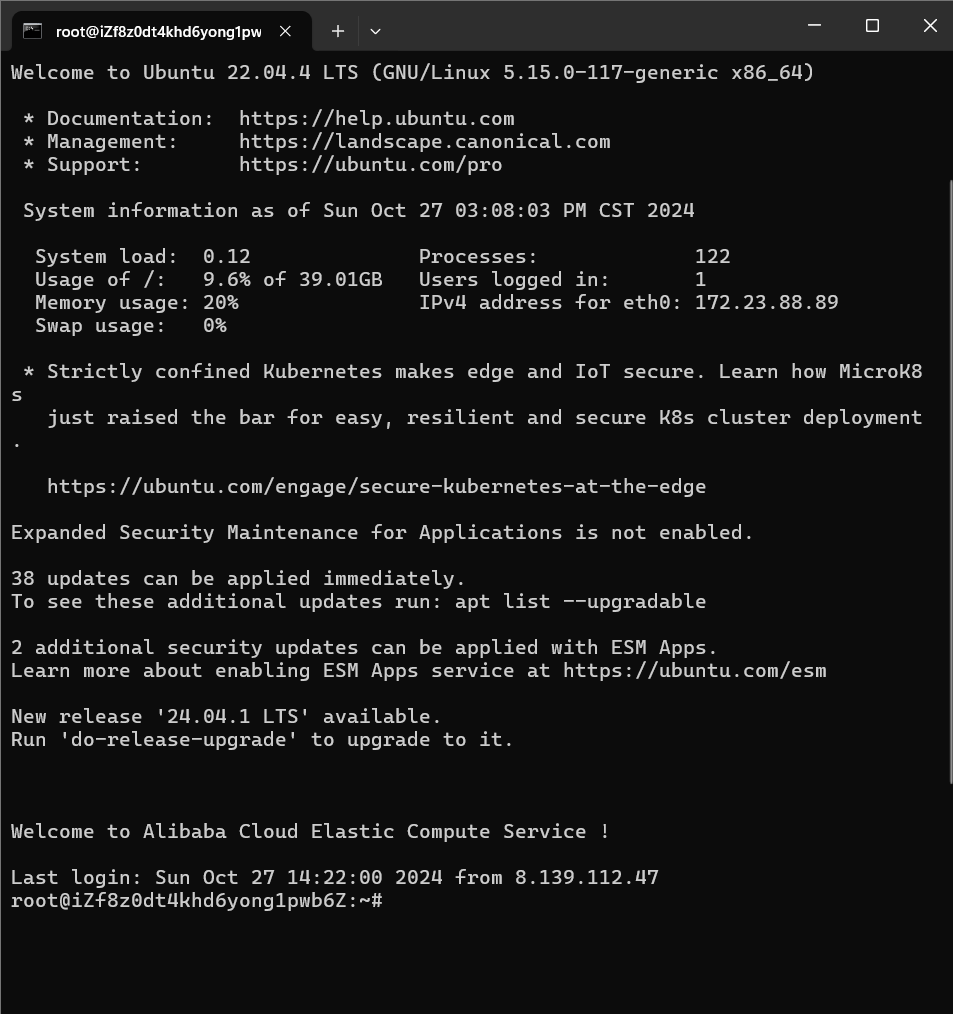 root@iZf8z0dt4khd6yong1pw
Welcome to Ubuntu 22.04.4 LTS (GNU/Linux 5.15.0-117-generic x86_64)
* Documentation:  https://help.ubuntu.com
* Management:     https://landscape.canonical.com
* Support:        https://ubuntu.com/pro
System information as of Sun Oct 27 03:08:03 PM CST 2024
System load:  0.12              Processes:             122
Usage of /:   9.6% of 39.01GB   Users logged in:       1
Memory usage: 20%               IPv4 address for eth0: 172.23.88.89
Swap usage:   0%
* Strictly confined Kubernetes makes edge and IoT secure. Learn how MicroK8
s
just raised the bar for easy, resilient and secure K8s cluster deployment
.
https://ubuntu.com/engage/secure-kubernetes-at-the-edge
Expanded Security Maintenance for Applications is not enabled.
38 updates can be applied immediately.
To see these additional updates run: apt list --upgradable
2 additional security updates can be applied with ESM Apps.
Learn more about enabling ESM Apps service at https://ubuntu.com/esm
New release '24.04.1 LTS' available.
Run 'do-release-upgrade' to upgrade to it.
Welcome to Alibaba Cloud Elastic Compute Service !
Last login: Sun Oct 27 14:22:00 2024 from 8.139.112.47
root@iZf8z0dt4khd6yong1pwb6Z:~#